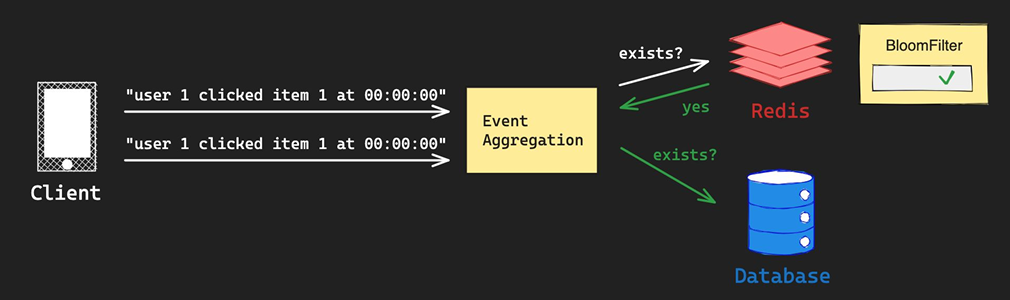 "user 1 clicked item 1 at 00:00:00"
"user 1 clicked item 1 at 00:00:00"
Client
Event
Aggregation
exists?
yes
exists?
Redis
BloomFilter
Database